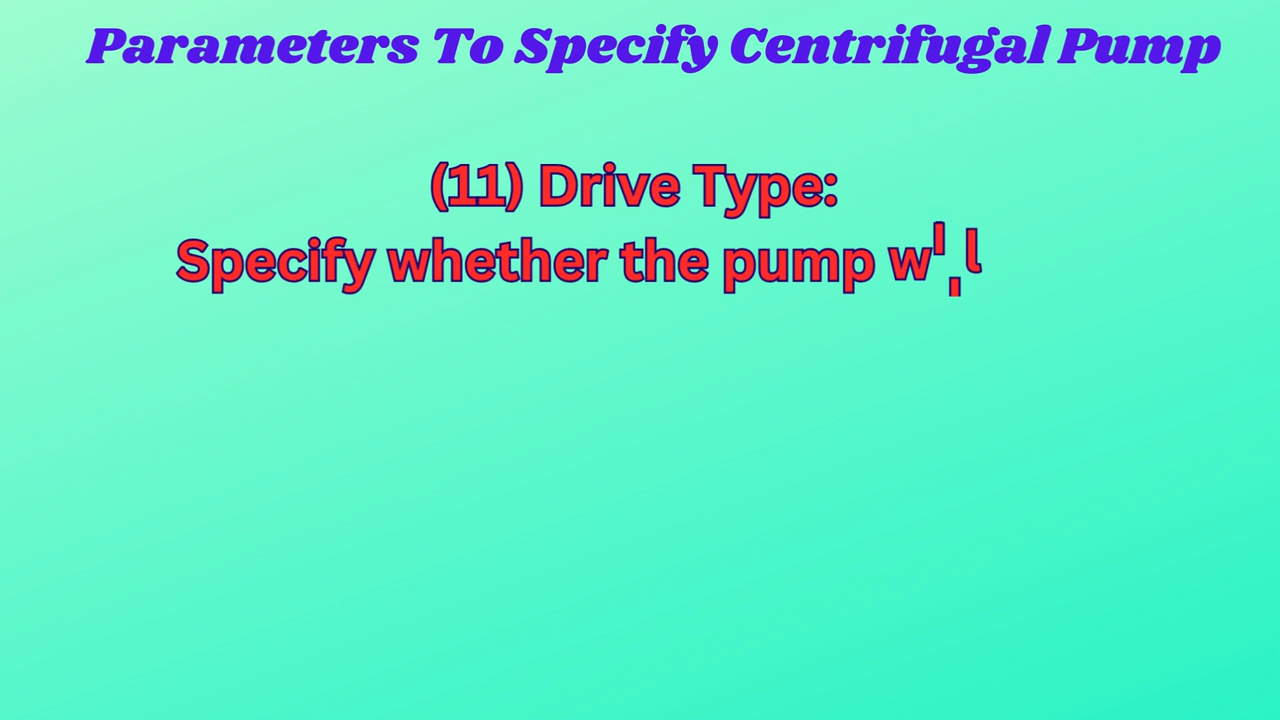 Parameters To Specify Centrifugal Pump
(11) Drive Type:
Specify whether the pump